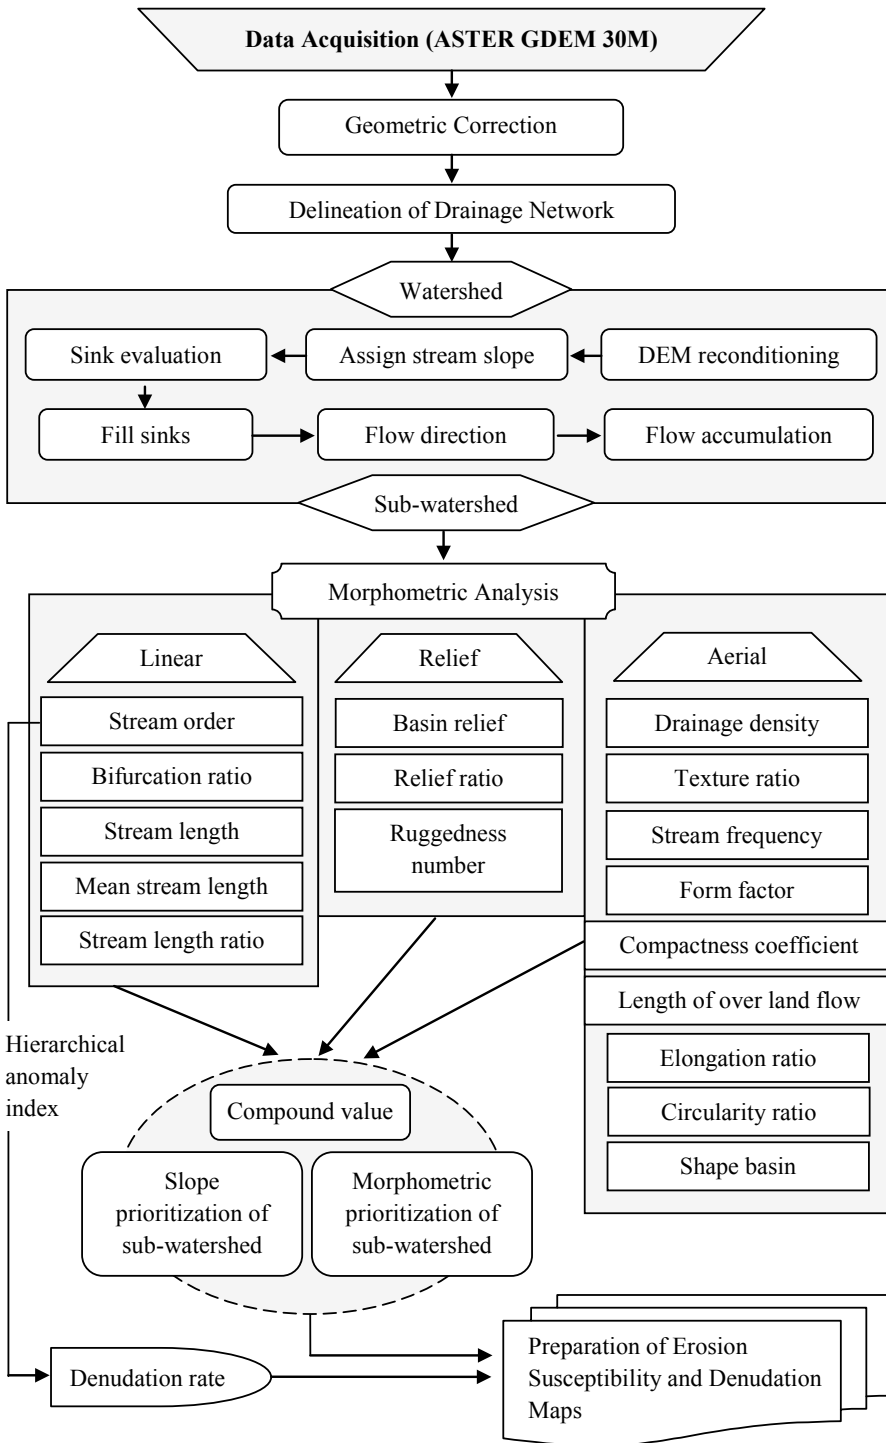 Data Acquisition (ASTER GDEM 30M)
Geometric Correction
Delineation of Drainage Network
Watershed
Sink evaluation
Assign stream slope
DEM reconditioning
Fill sinks
Flow direction
Flow accumulation
Sub-watershed
Morphometric Analysis
Linear
Stream order
Bifurcation ratio
Stream length
Mean stream length
Stream length ratio
Relief
Basin relief
Relief ratio
Ruggedness
number
Aerial
Drainage density
Texture ratio
Stream frequency
Form factor
Compactness coefficient
Length of over land flow
Elongation ratio
Circularity ratio
Shape basin
Hierarchical
anomaly
index
Compound value
Slope
prioritization of
sub-watershed
Morphometric
prioritization of
sub-watershed
Denudation rate
Preparation of Erosion
Susceptibility and Denudation
Maps